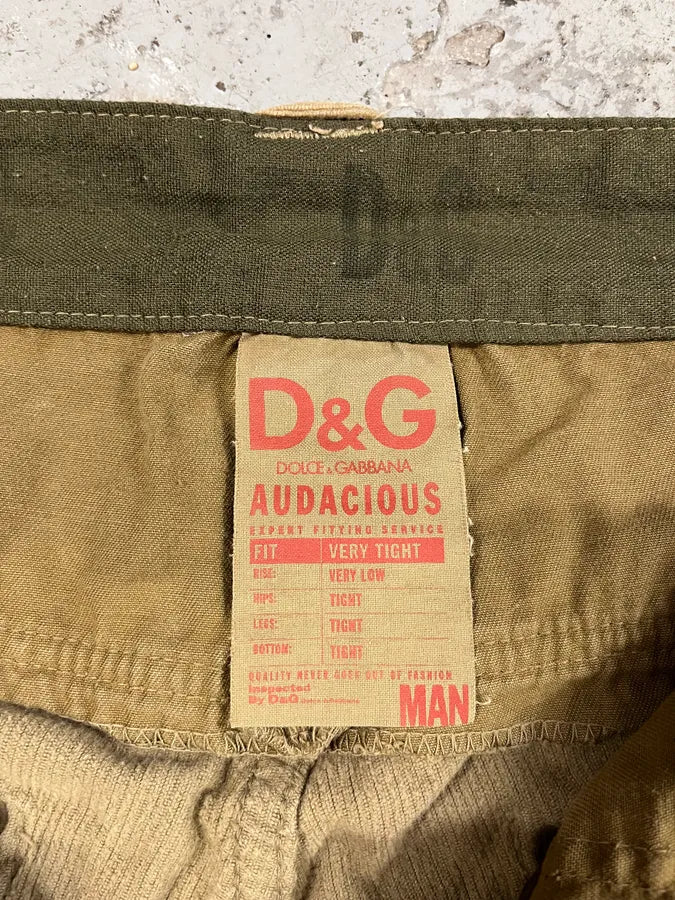 D&G
DOLCE & GABBANA
AUDACIOUS
EXPERT FITTING SERVICE
FIT VERY TIGHT
RISE: VERY LOW
HIPS: TIGHT
LEGS: TIGHT
BOTTOM: TIGHT
QUALITY NEVER GOES OUT OF FASHION
Inspected
By D&G
MAN